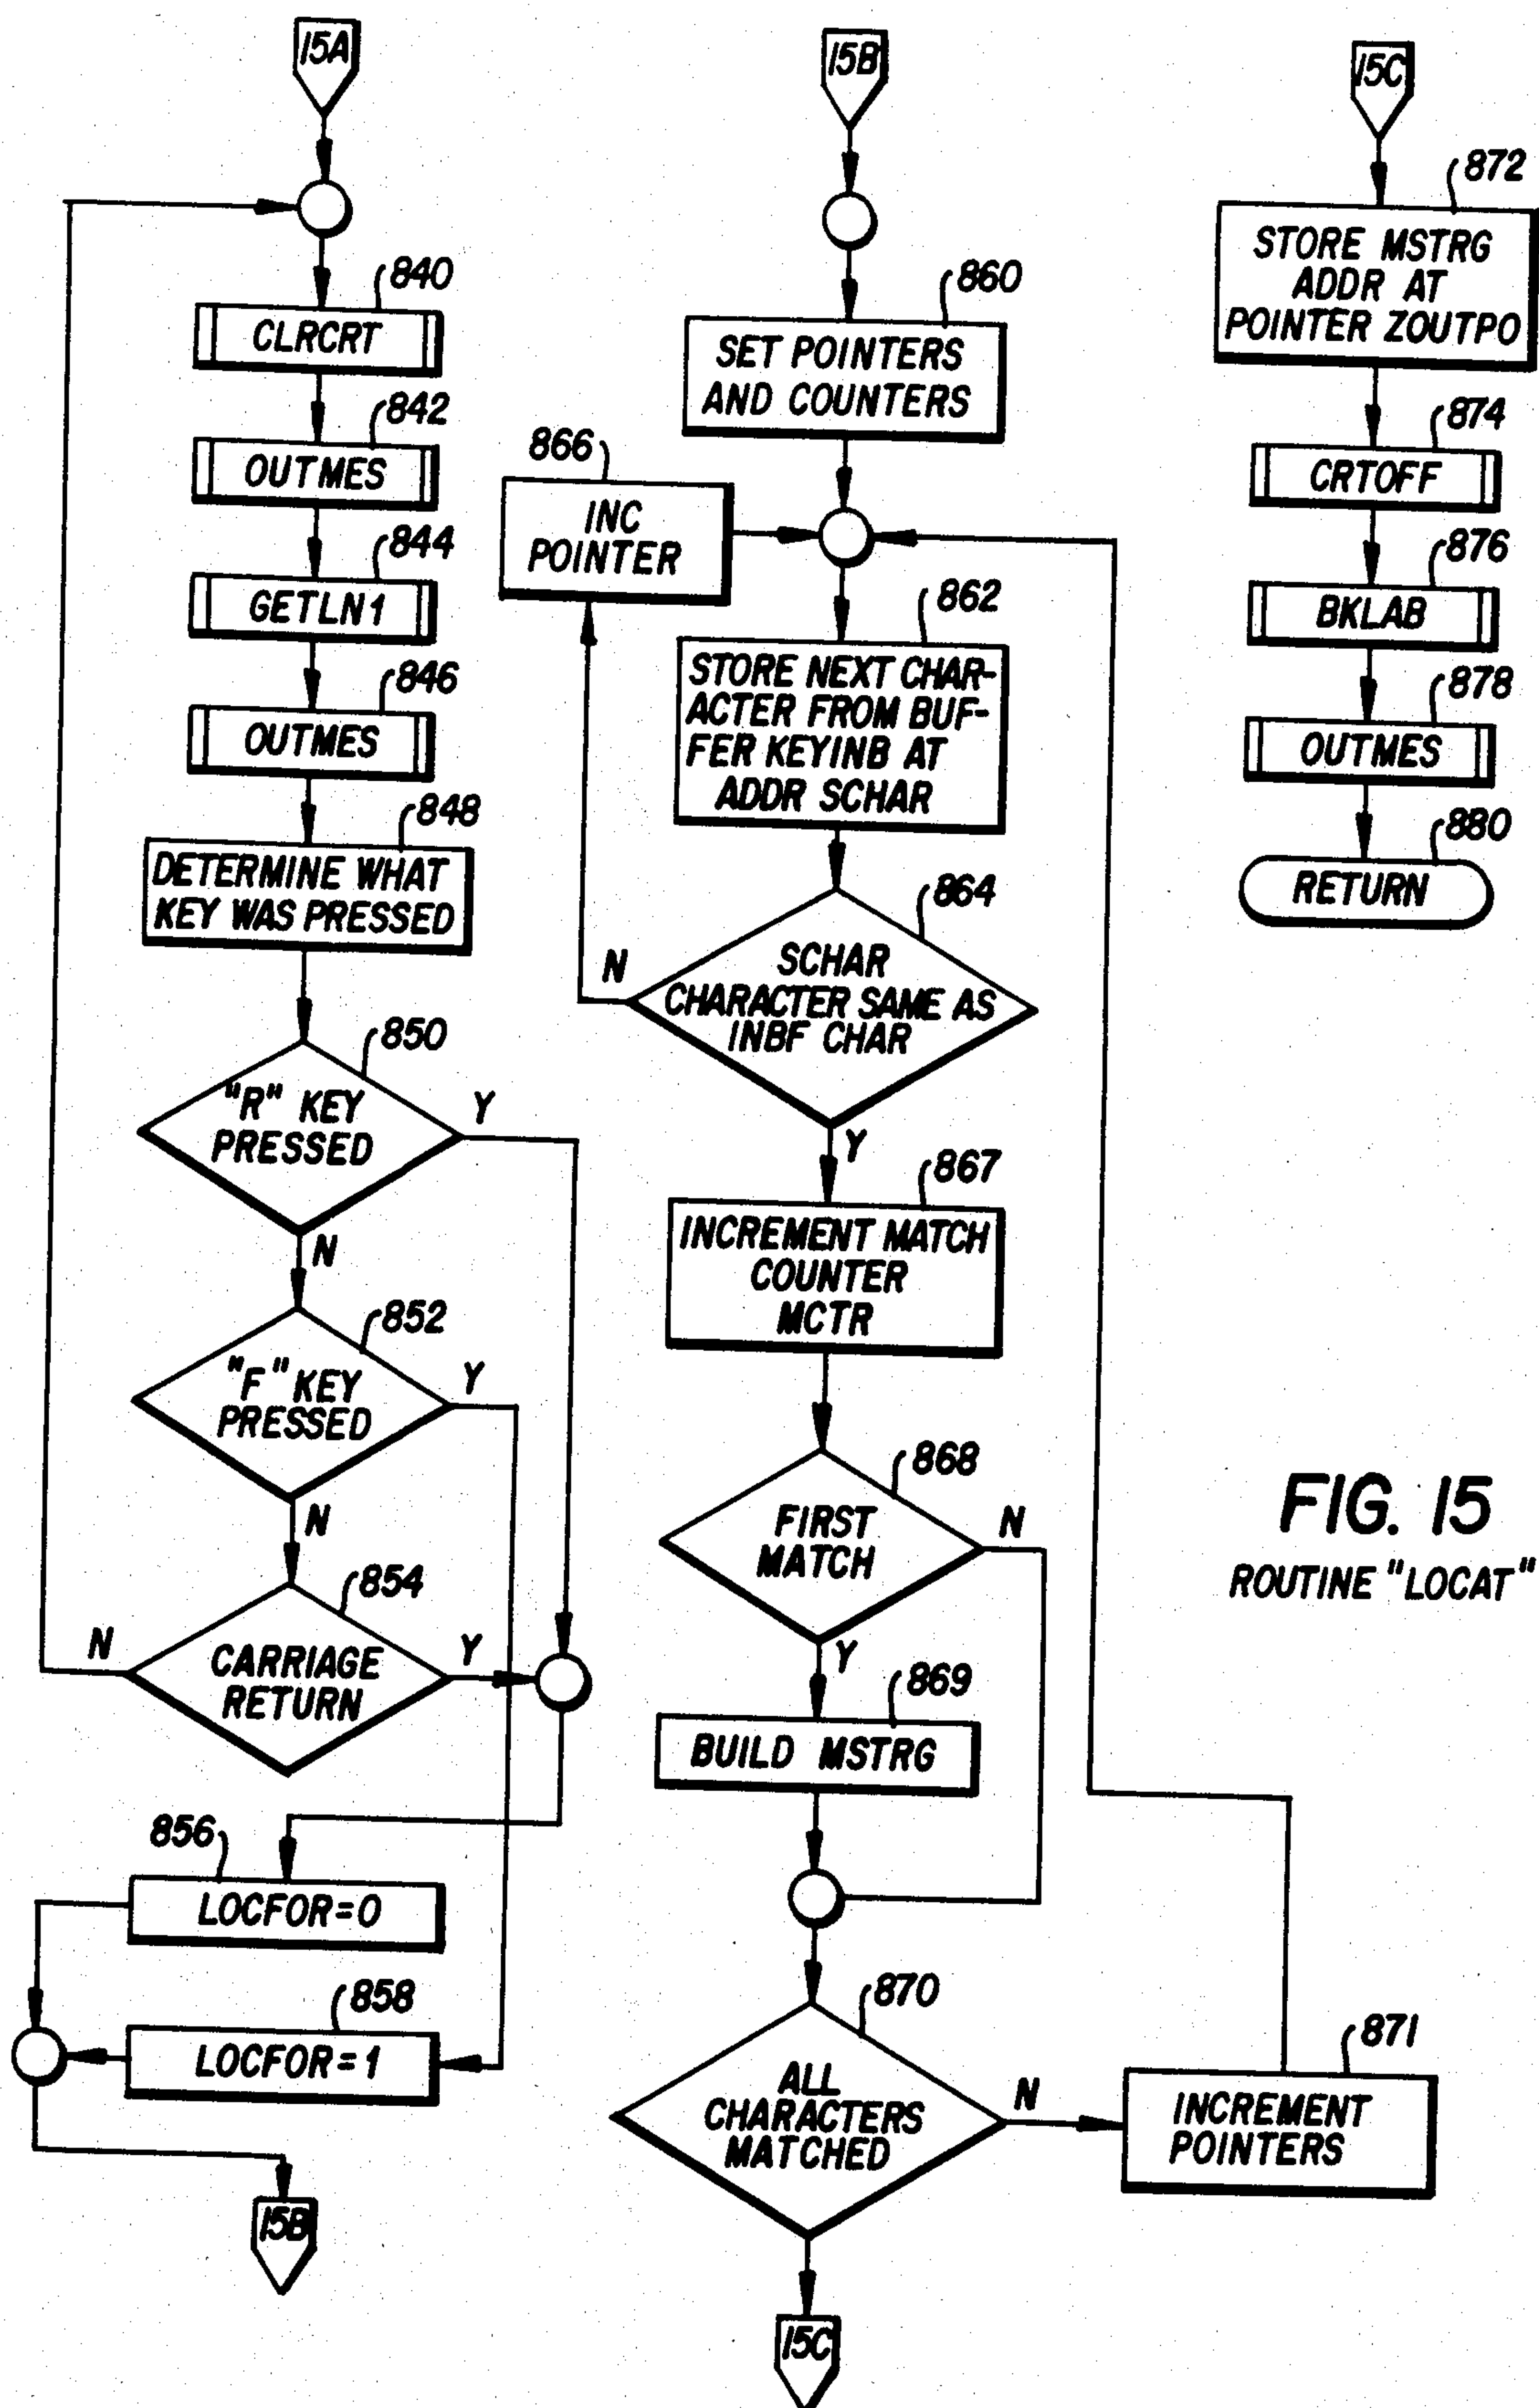 15A
840
CLRCRT
842
OUTMES
844
GETLN1
846
OUTMES
848
DETERMINE WHAT
KEY WAS PRESSED
850
"R" KEY
PRESSED
Y
N
852
"F" KEY
PRESSED
Y
N
854
CARRIAGE
RETURN
N
Y
856
LOCFOR=0
858
LOCFOR=1
15B
15B
860
SET POINTERS
AND COUNTERS
866
INC
POINTER
862
STORE NEXT CHAR-
ACTER FROM BUF-
FER KEYINB AT
ADDR SCHAR
864
SCHAR
CHARACTER SAME AS
INBF CHAR
N
Y
867
INCREMENT MATCH
COUNTER
MCTR
868
FIRST
MATCH
N
Y
869
BUILD MSTRG
870
ALL
CHARACTERS
MATCHED
N
871
INCREMENT
POINTERS
15C
15C
872
STORE MSTRG
ADDR AT
POINTER ZOUTPO
874
CRTOFF
876
BKLAB
878
OUTMES
880
RETURN
FIG. 15
ROUTINE "LOCAT"